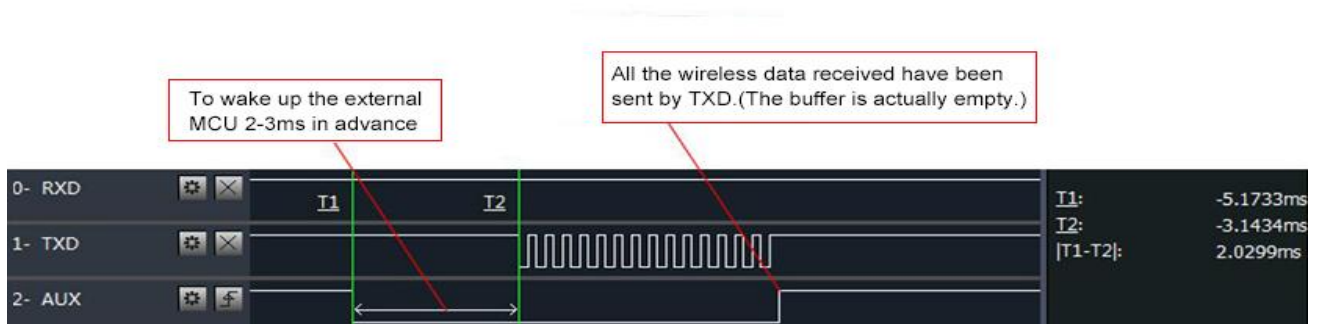 All the wireless data received have been
sent by TXD.(The buffer is actually empty.)
To wake up the external
MCU 2-3ms in advance
0- RXD
T1
T2
T1: -5.1733ms
T2: -3.1434ms
|T1-T2|: 2.0299ms
1- TXD
2- AUX